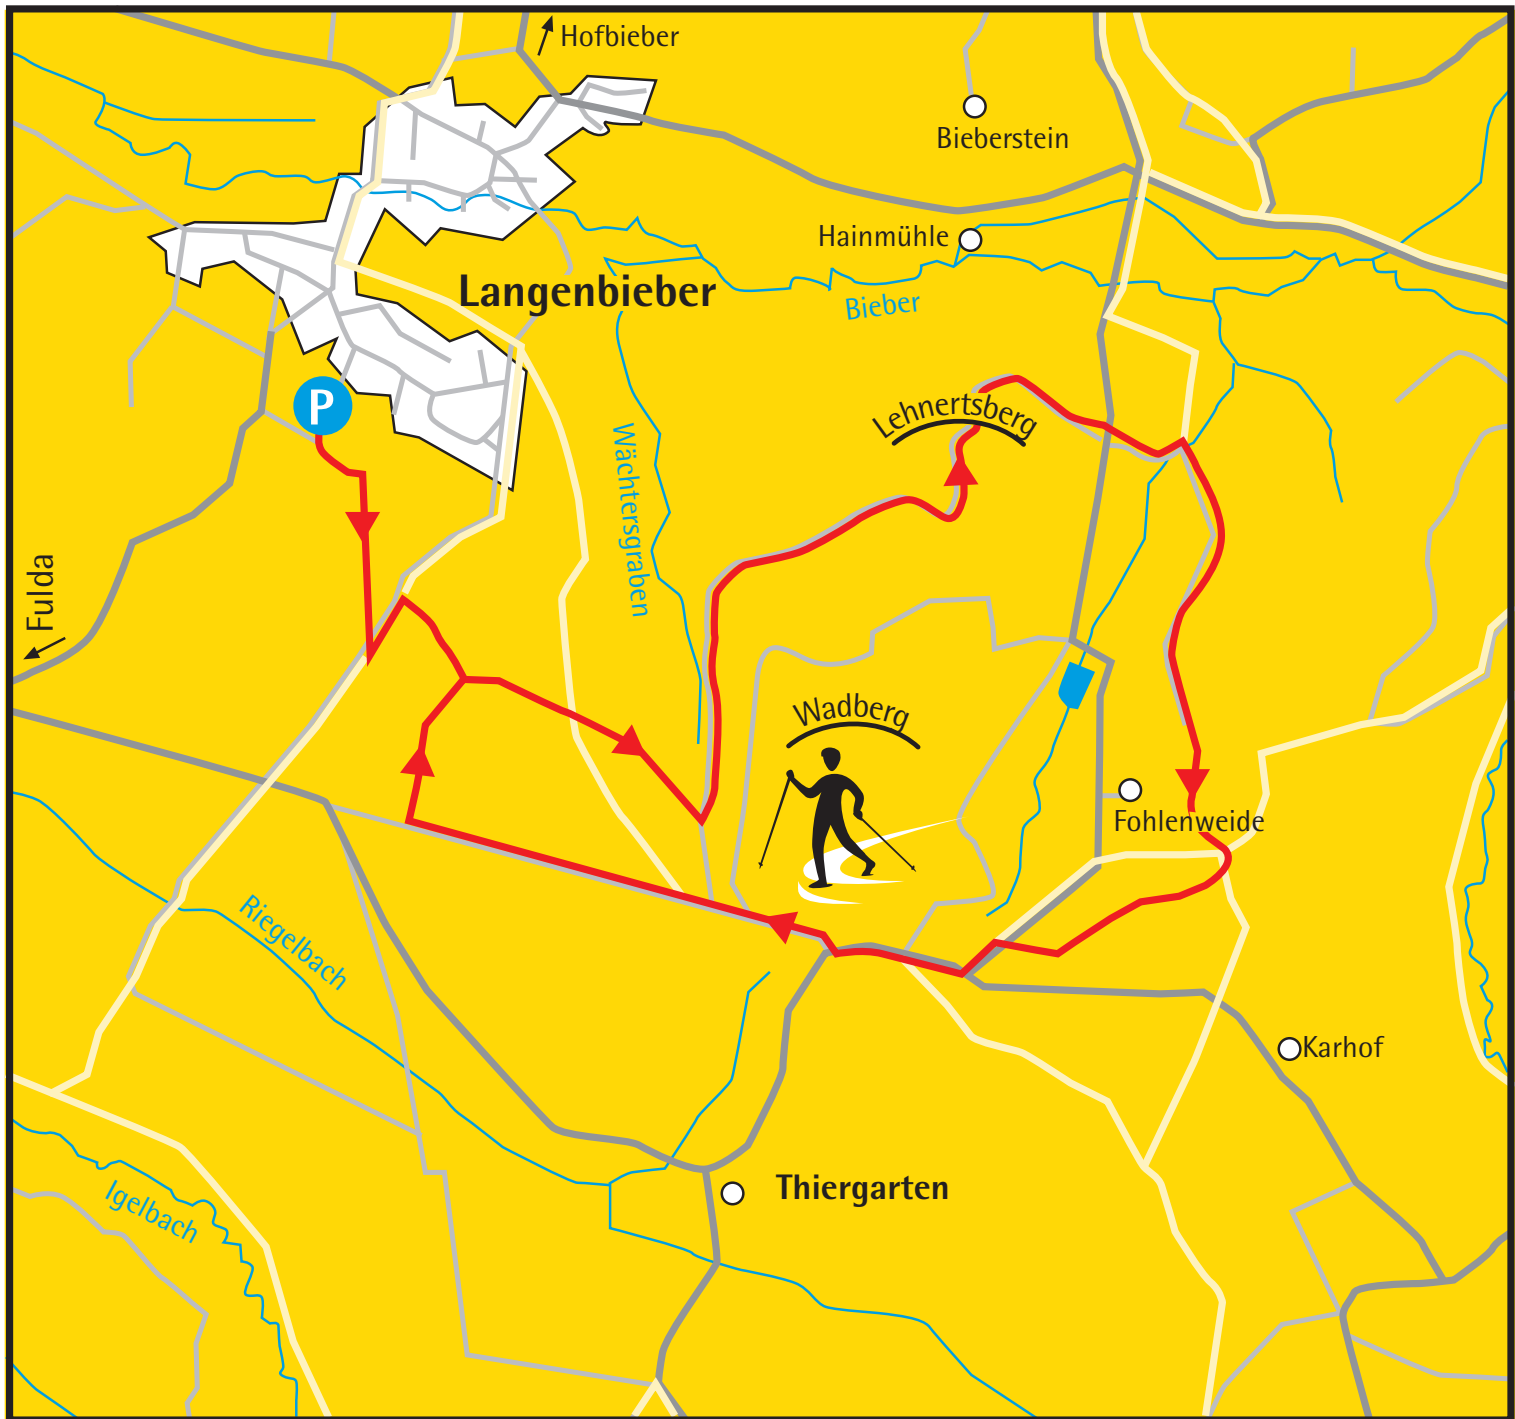 Hofbieber
Bieberstein
Hainmühle
Langenbieber
Bieber
P
Lehnertsberg
Wächtersgraben
Fulda
Wadberg
Fohlenweide
Riegelbach
Karhof
Thiergarten
Igelbach